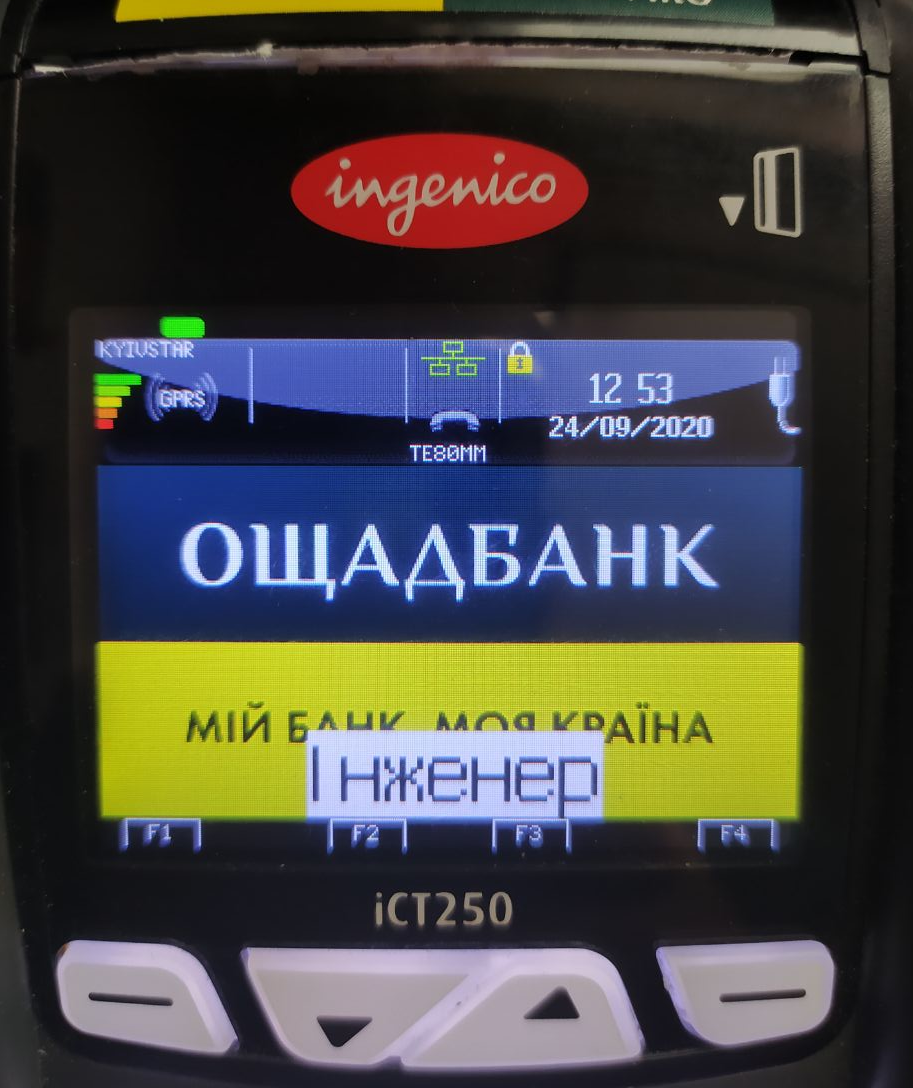 ingenico
KYIVSTAR
GPRS
12 53
24/09/2020
TE80MM
ОЩАДБАНК
МІЙ БАНК. МОЯ КРАЇНА
Інженер
F1 F2 F3 F4
iCT250